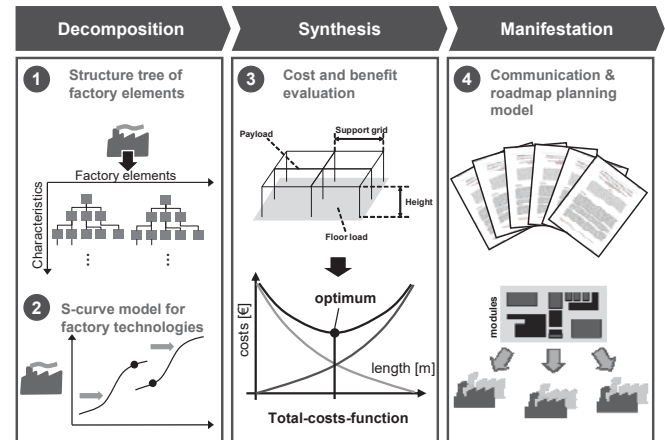 Decomposition
Synthesis
Manifestation
1
Structure tree of
factory elements
Factory elements
Characteristics
2
S-curve model for
factory technologies
3
Cost and benefit
evaluation
Payload
Support grid
Height
Floor load
costs [€]
optimum
length [m]
Total-costs-function
4
Communication &
roadmap planning
model
modules